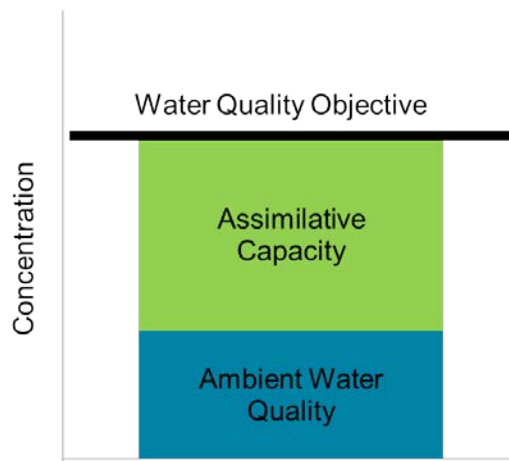 Water Quality Objective
Concentration
Assimilative
Capacity
Ambient Water
Quality